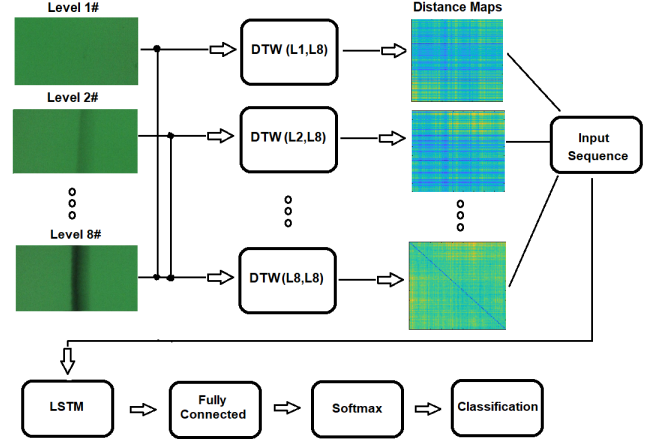 Level 1#
Distance Maps
DTW (L1,L8)
Level 2#
DTW (L2,L8)
Input
Sequence
Level 8#
DTW (L8,L8)
LSTM
Fully
Connected
Softmax
Classification